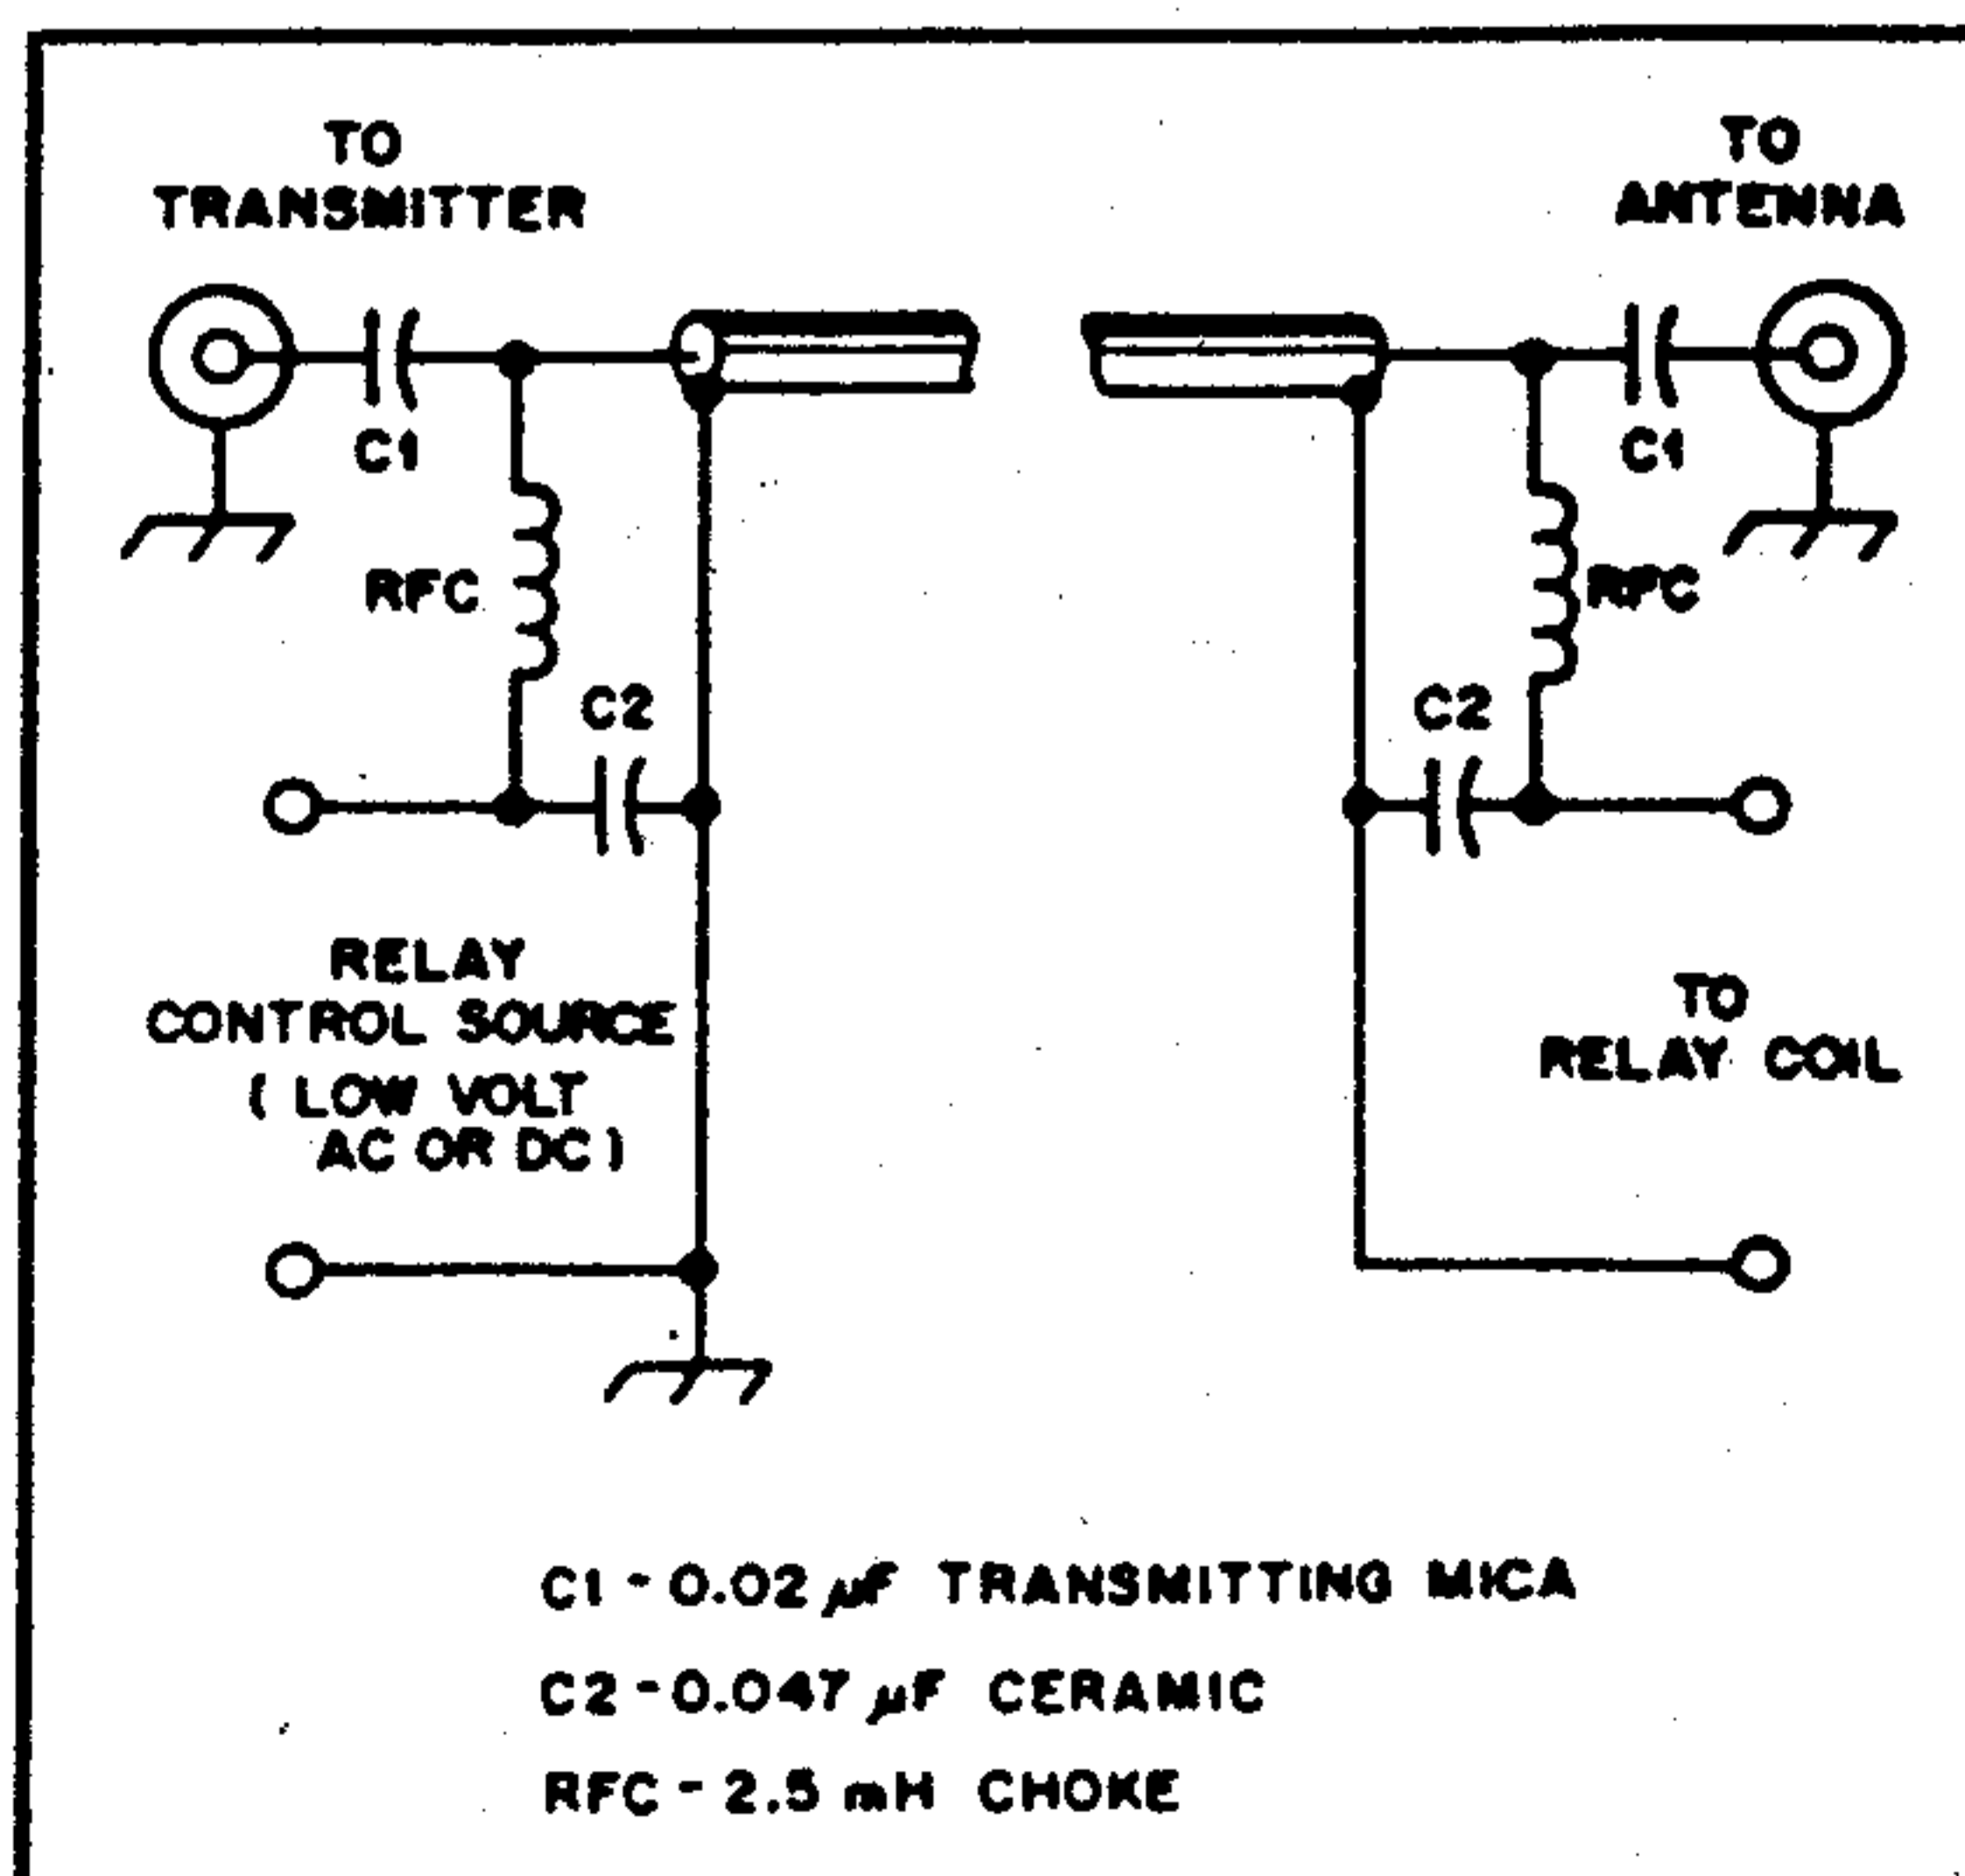 TO
TRANSMITTER
TO
ANTENNA
C1
C1
RFC
RFC
C2
C2
RELAY
CONTROL SOURCE
(LOW VOLT
AC OR DC)
TO
RELAY COIL
C1 - 0.02 µF TRANSMITTING MICA
C2 - 0.047 µF CERAMIC
RFC - 2.5 mH CHOKE